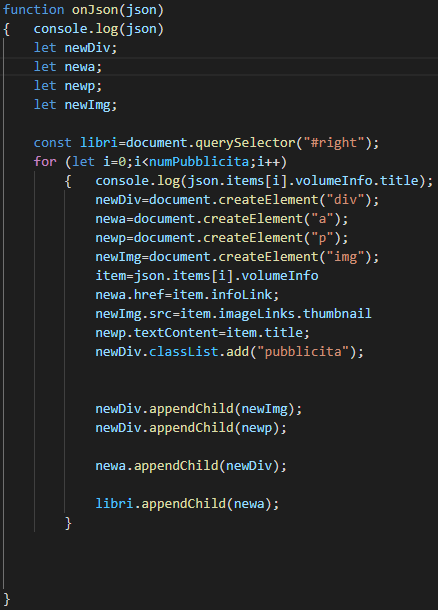 function onJson(json)
{   console.log(json)
    let newDiv;
    let newa;
    let newp;
    let newImg;

    const libri=document.querySelector("#right");
    for (let i=0;i<numPubblicita;i++)
        {   console.log(json.items[i].volumeInfo.title);
            newDiv=document.createElement("div");
            newa=document.createElement("a");
            newp=document.createElement("p");
            newImg=document.createElement("img");
            item=json.items[i].volumeInfo
            newa.href=item.infoLink;
            newImg.src=item.imageLinks.thumbnail
            newp.textContent=item.title;
            newDiv.classList.add("pubblicita");

            newDiv.appendChild(newImg);
            newDiv.appendChild(newp);

            newa.appendChild(newDiv);

            libri.appendChild(newa);
        }

}